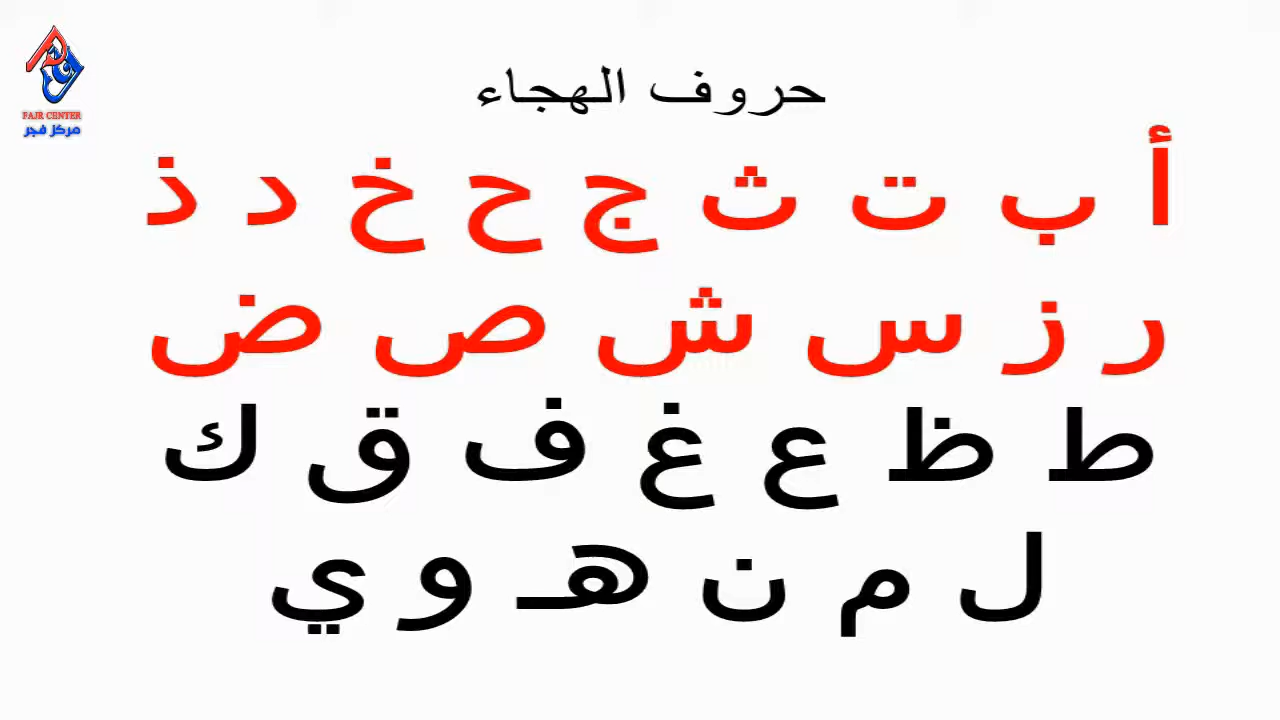 FAJR CENTER
مركز فجر
حروف الهجاء
أ ب ت ث ج ح خ د ذ
ر ز س ش ص ض
ط ظ ع غ ف ق ك
ل م ن هـ و ي